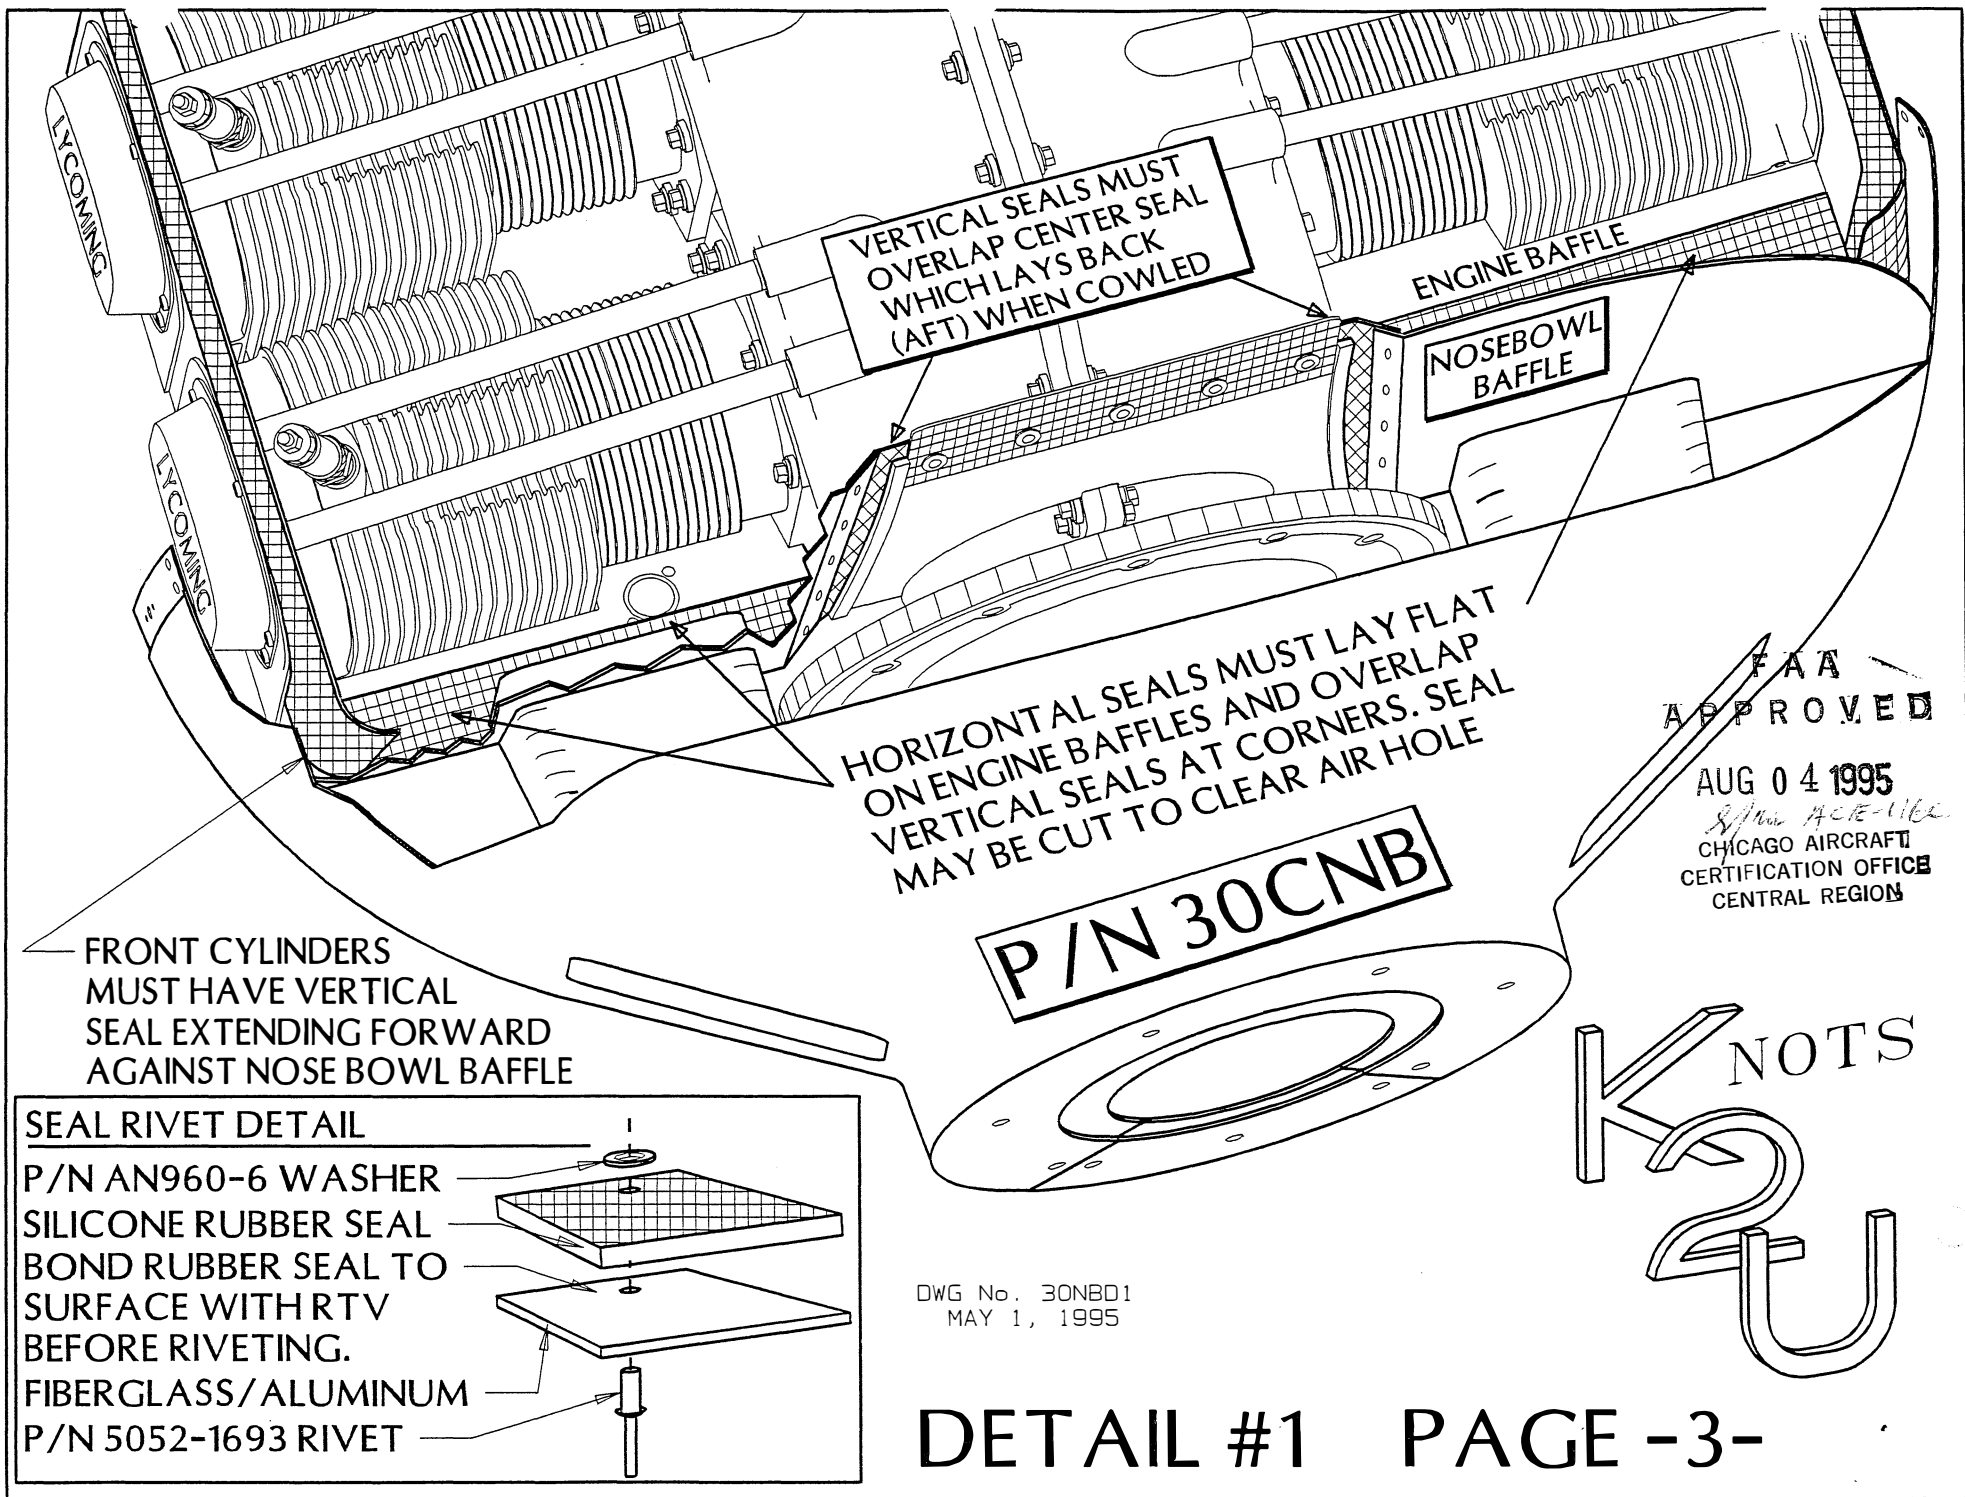 LYCOMING
LYCOMING
VERTICAL SEALS MUST
OVERLAP CENTER SEAL
WHICH LAYS BACK
(AFT) WHEN COWLED
ENGINE BAFFLE
NOSEBOWL
BAFFLE
HORIZONTAL SEALS MUST LAY FLAT
ON ENGINE BAFFLES AND OVERLAP
VERTICAL SEALS AT CORNERS. SEAL
MAY BE CUT TO CLEAR AIR HOLE
P/N 30CNB
FAA
APPROVED
AUG 04 1995
CHICAGO AIRCRAFT
CERTIFICATION OFFICE
CENTRAL REGION
FRONT CYLINDERS
MUST HAVE VERTICAL
SEAL EXTENDING FORWARD
AGAINST NOSE BOWL BAFFLE
SEAL RIVET DETAIL
P/N AN960-6 WASHER
SILICONE RUBBER SEAL
BOND RUBBER SEAL TO
SURFACE WITH RTV
BEFORE RIVETING.
FIBERGLASS/ALUMINUM
P/N 5052-1693 RIVET
KNOTS
2
U
DWG No. 30NBD1
MAY 1, 1995
DETAIL #1 PAGE -3-